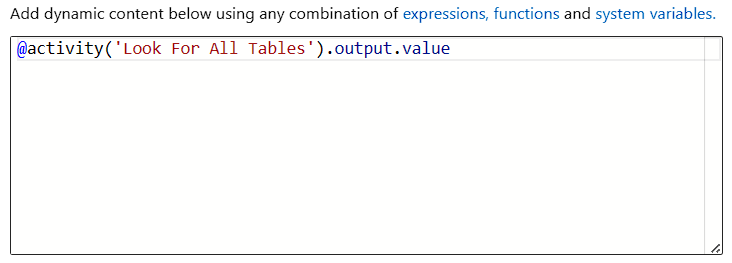 Add dynamic content below using any combination of expressions, functions and system variables.
@activity('Look For All Tables').output.value